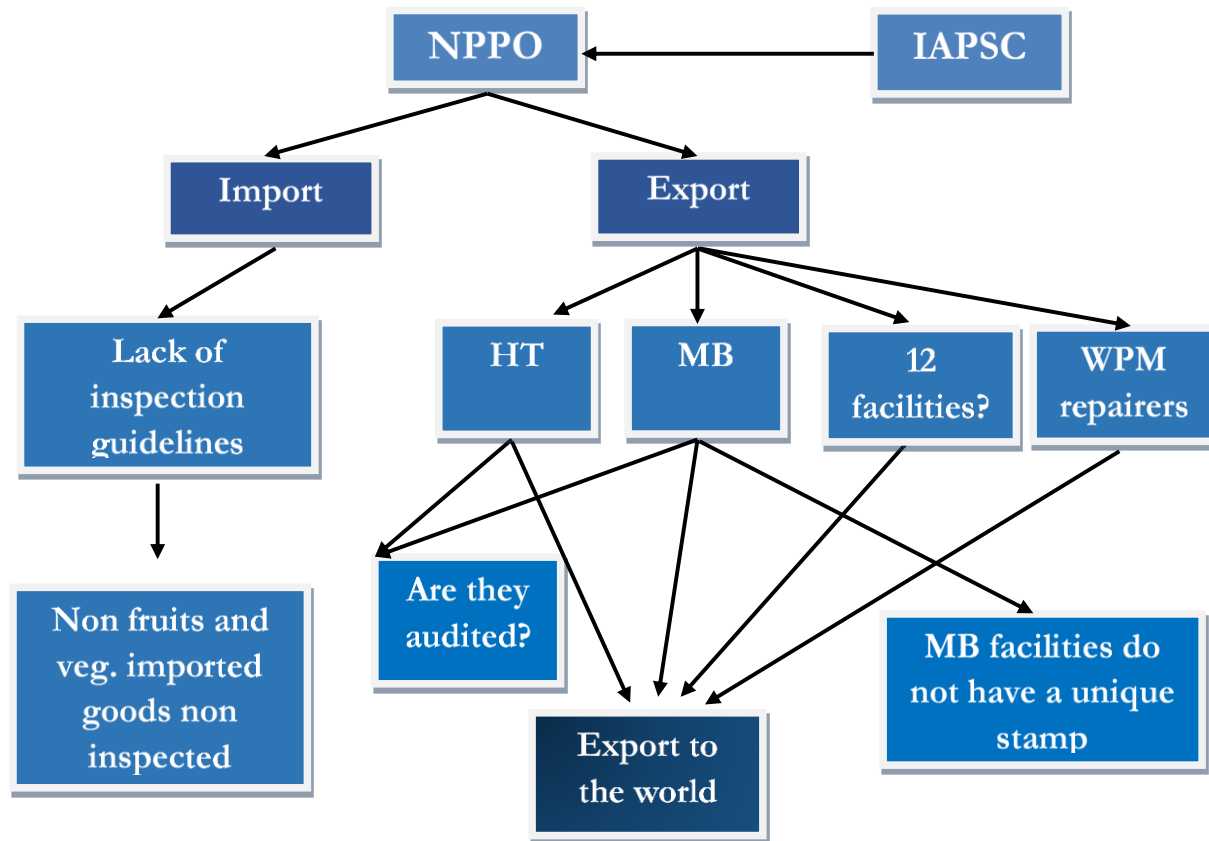 NPPO
IAPSC
Import
Export
Lack of
inspection
guidelines
HT
MB
12
facilities?
WPM
repairers
Non fruits and
veg. imported
goods non
inspected
Are they
audited?
Export to
the world
MB facilities do
not have a unique
stamp